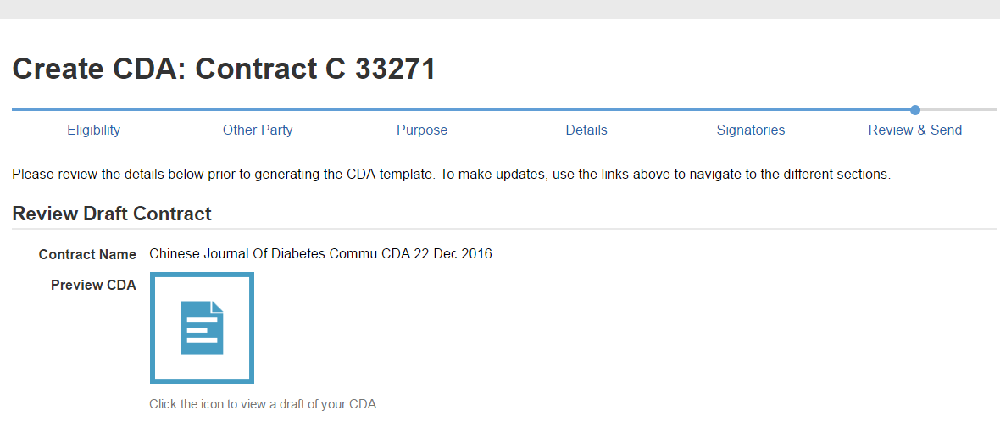 Create CDA: Contract C 33271
Eligibility
Other Party
Purpose
Details
Signatories
Review & Send
Please review the details below prior to generating the CDA template. To make updates, use the links above to navigate to the different sections.
Review Draft Contract
Contract Name Chinese Journal Of Diabetes Commu CDA 22 Dec 2016
Preview CDA
Click the icon to view a draft of your CDA.